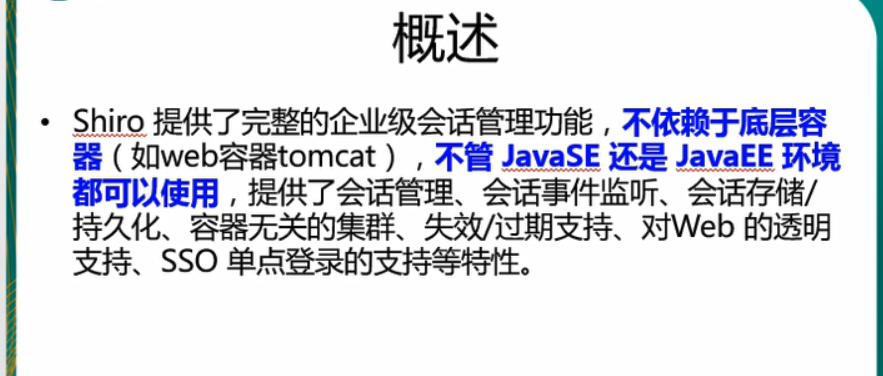 概述
• Shiro 提供了完整的企业级会话管理功能，不依赖于底层容
器（如web容器tomcat），不管 JavaSE 还是 JavaEE 环境
都可以使用，提供了会话管理、会话事件监听、会话存储/
持久化、容器无关的集群、失效/过期支持、对Web 的透明
支持、SSO 单点登录的支持等特性。